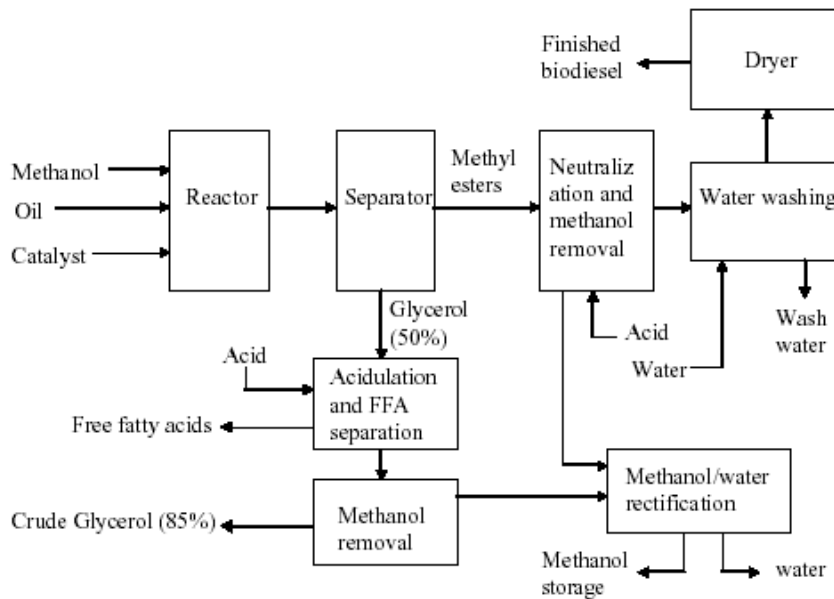 Finished
biodiesel
Dryer
Methanol
Oil
Catalyst
Reactor
Separator
Methyl
esters
Neutraliz
ation and
methanol
removal
Water washing
Glycerol
(50%)
Acid
Water
Wash
water
Acid
Acidulation
and FFA
separation
Free fatty acids
Methanol/water
rectification
Crude Glycerol (85%)
Methanol
removal
Methanol
storage
water